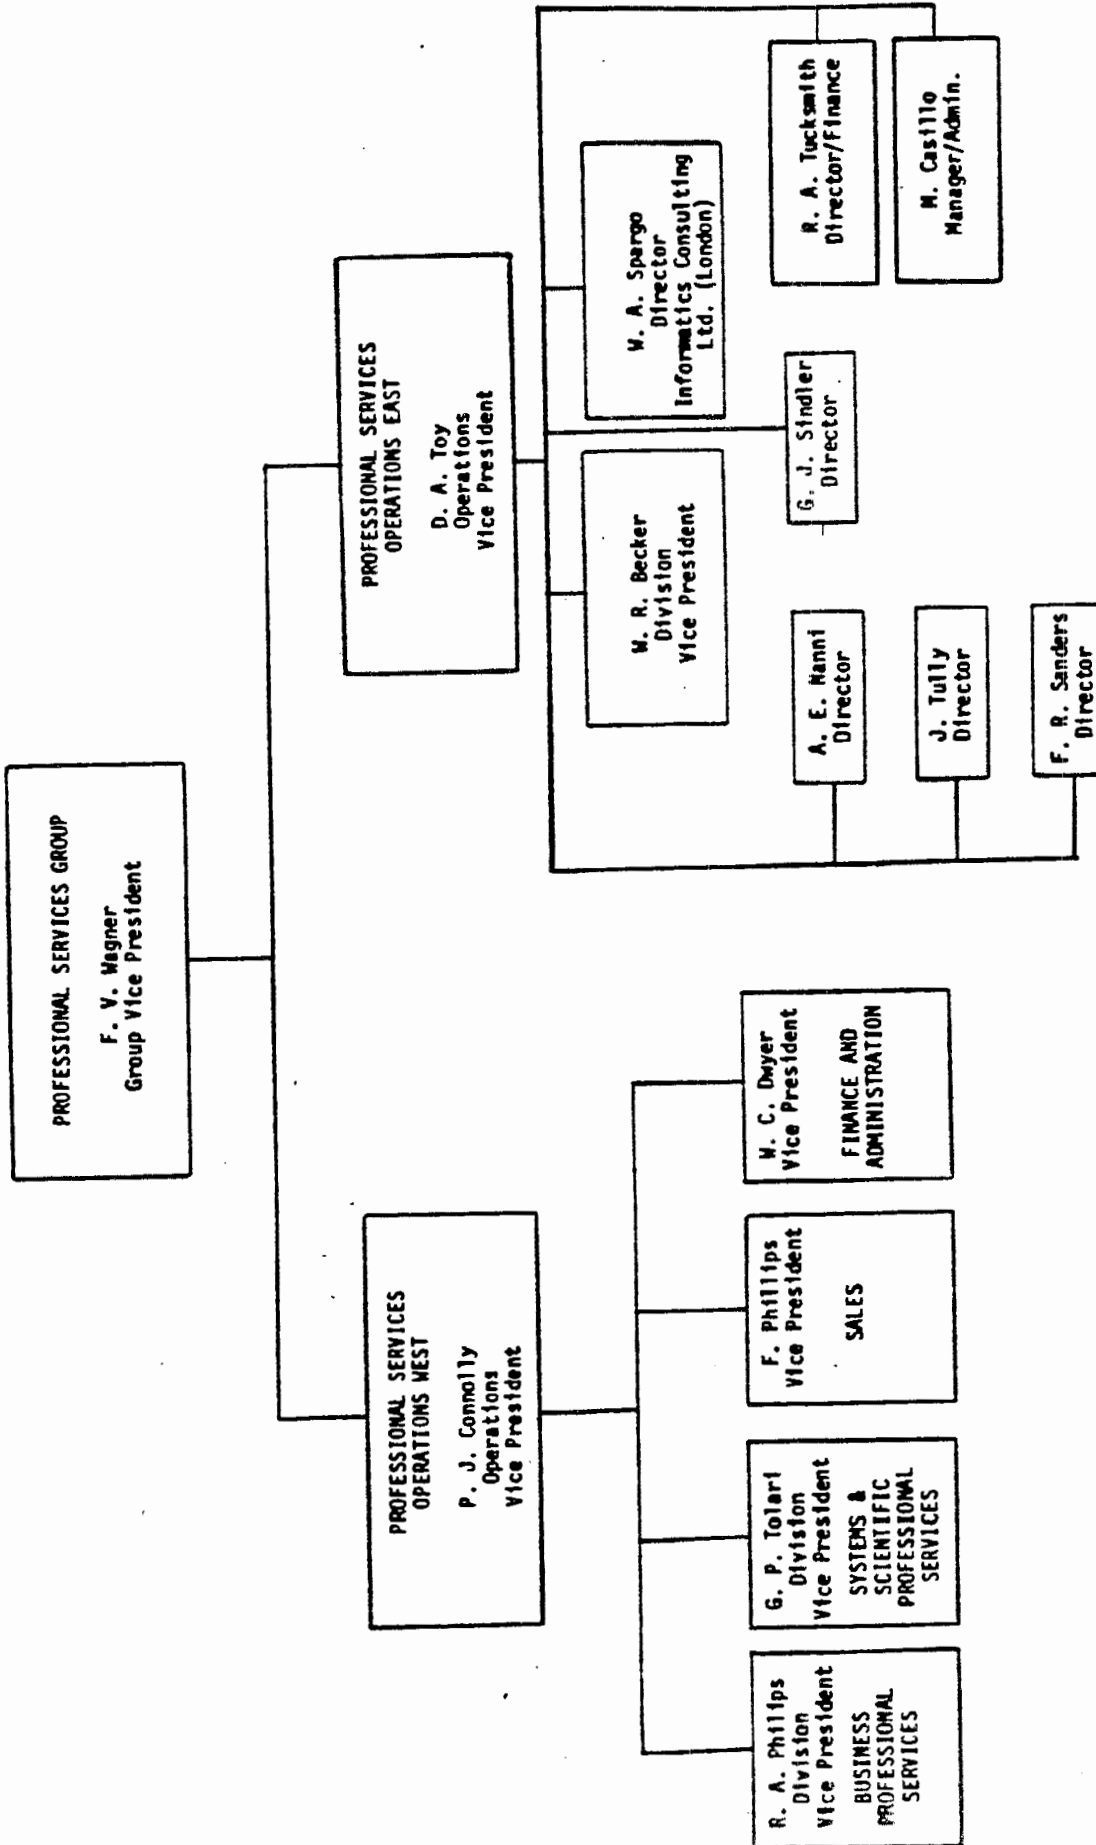 PROFESSIONAL SERVICES GROUP
F. V. Wagner
Group Vice President
PROFESSIONAL SERVICES
OPERATIONS WEST
P. J. Connolly
Operations
Vice President
PROFESSIONAL SERVICES
OPERATIONS EAST
D. A. Toy
Operations
Vice President
R. A. Philips
Division
Vice President
BUSINESS
PROFESSIONAL
SERVICES
G. P. Tolari
Division
Vice President
SYSTEMS &
SCIENTIFIC
PROFESSIONAL
SERVICES
F. Phillips
Vice President
SALES
W. C. Dwyer
Vice President
FINANCE AND
ADMINISTRATION
W. R. Becker
Division
Vice President
W. A. Spargo
Director
Informatics Consulting
Ltd. (London)
A. E. Nanni
Director
J. Tully
Director
F. R. Sanders
Director
G. J. Sindler
Director
R. A. Tucksmith
Director/Finance
M. Casillo
Manager/Admin.